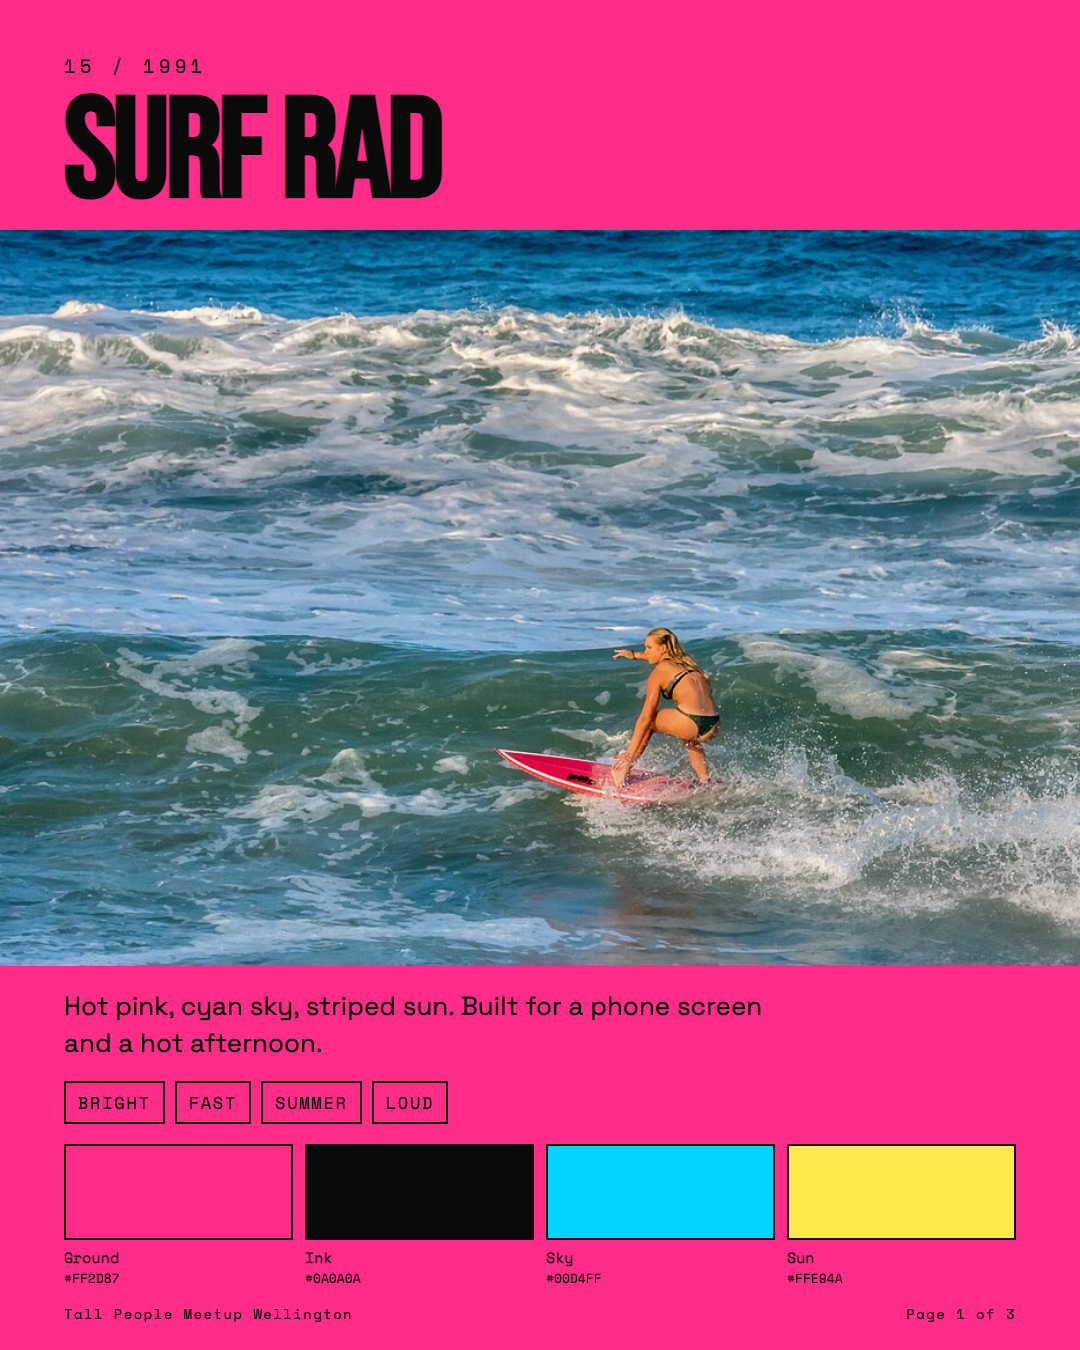 15 / 1991
SURF RAD
Hot pink, cyan sky, striped sun. Built for a phone screen
and a hot afternoon.
BRIGHT FAST SUMMER LOUD
Ground Ink Sky Sun
#FF2D87 #0A0A0A #00D4FF #FFE94A
Tall People Meetup Wellington Page 1 of 3